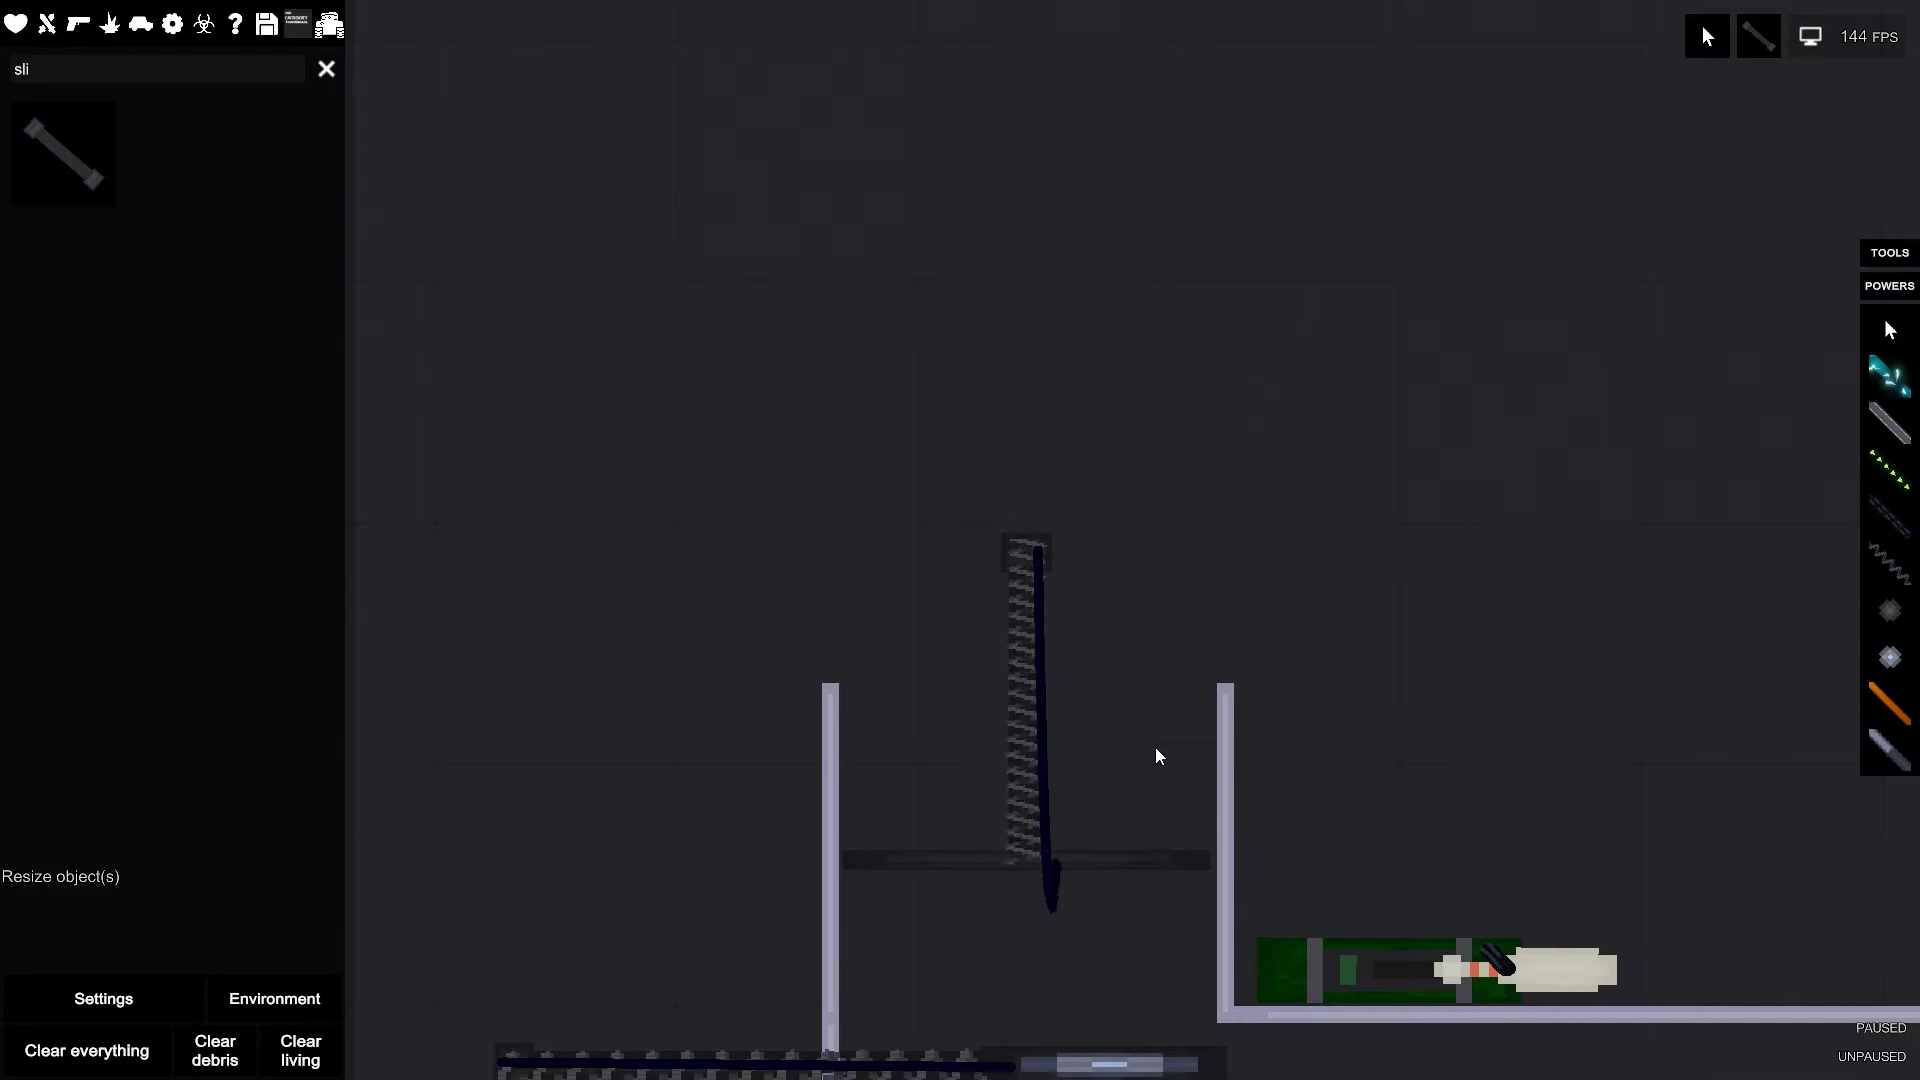 sli
144 FPS
TOOLS
POWERS
Resize object(s)
Settings
Environment
Clear everything
Clear
debris
Clear
living
PAUSED
UNPAUSED